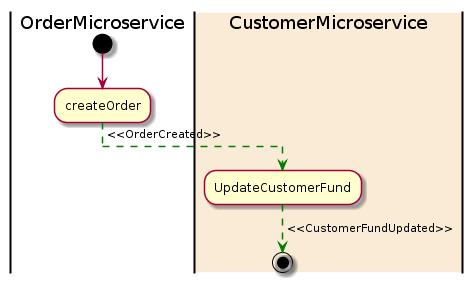 OrderMicroservice
CustomerMicroservice
createOrder
<<OrderCreated>>
UpdateCustomerFund
<<CustomerFundUpdated>>